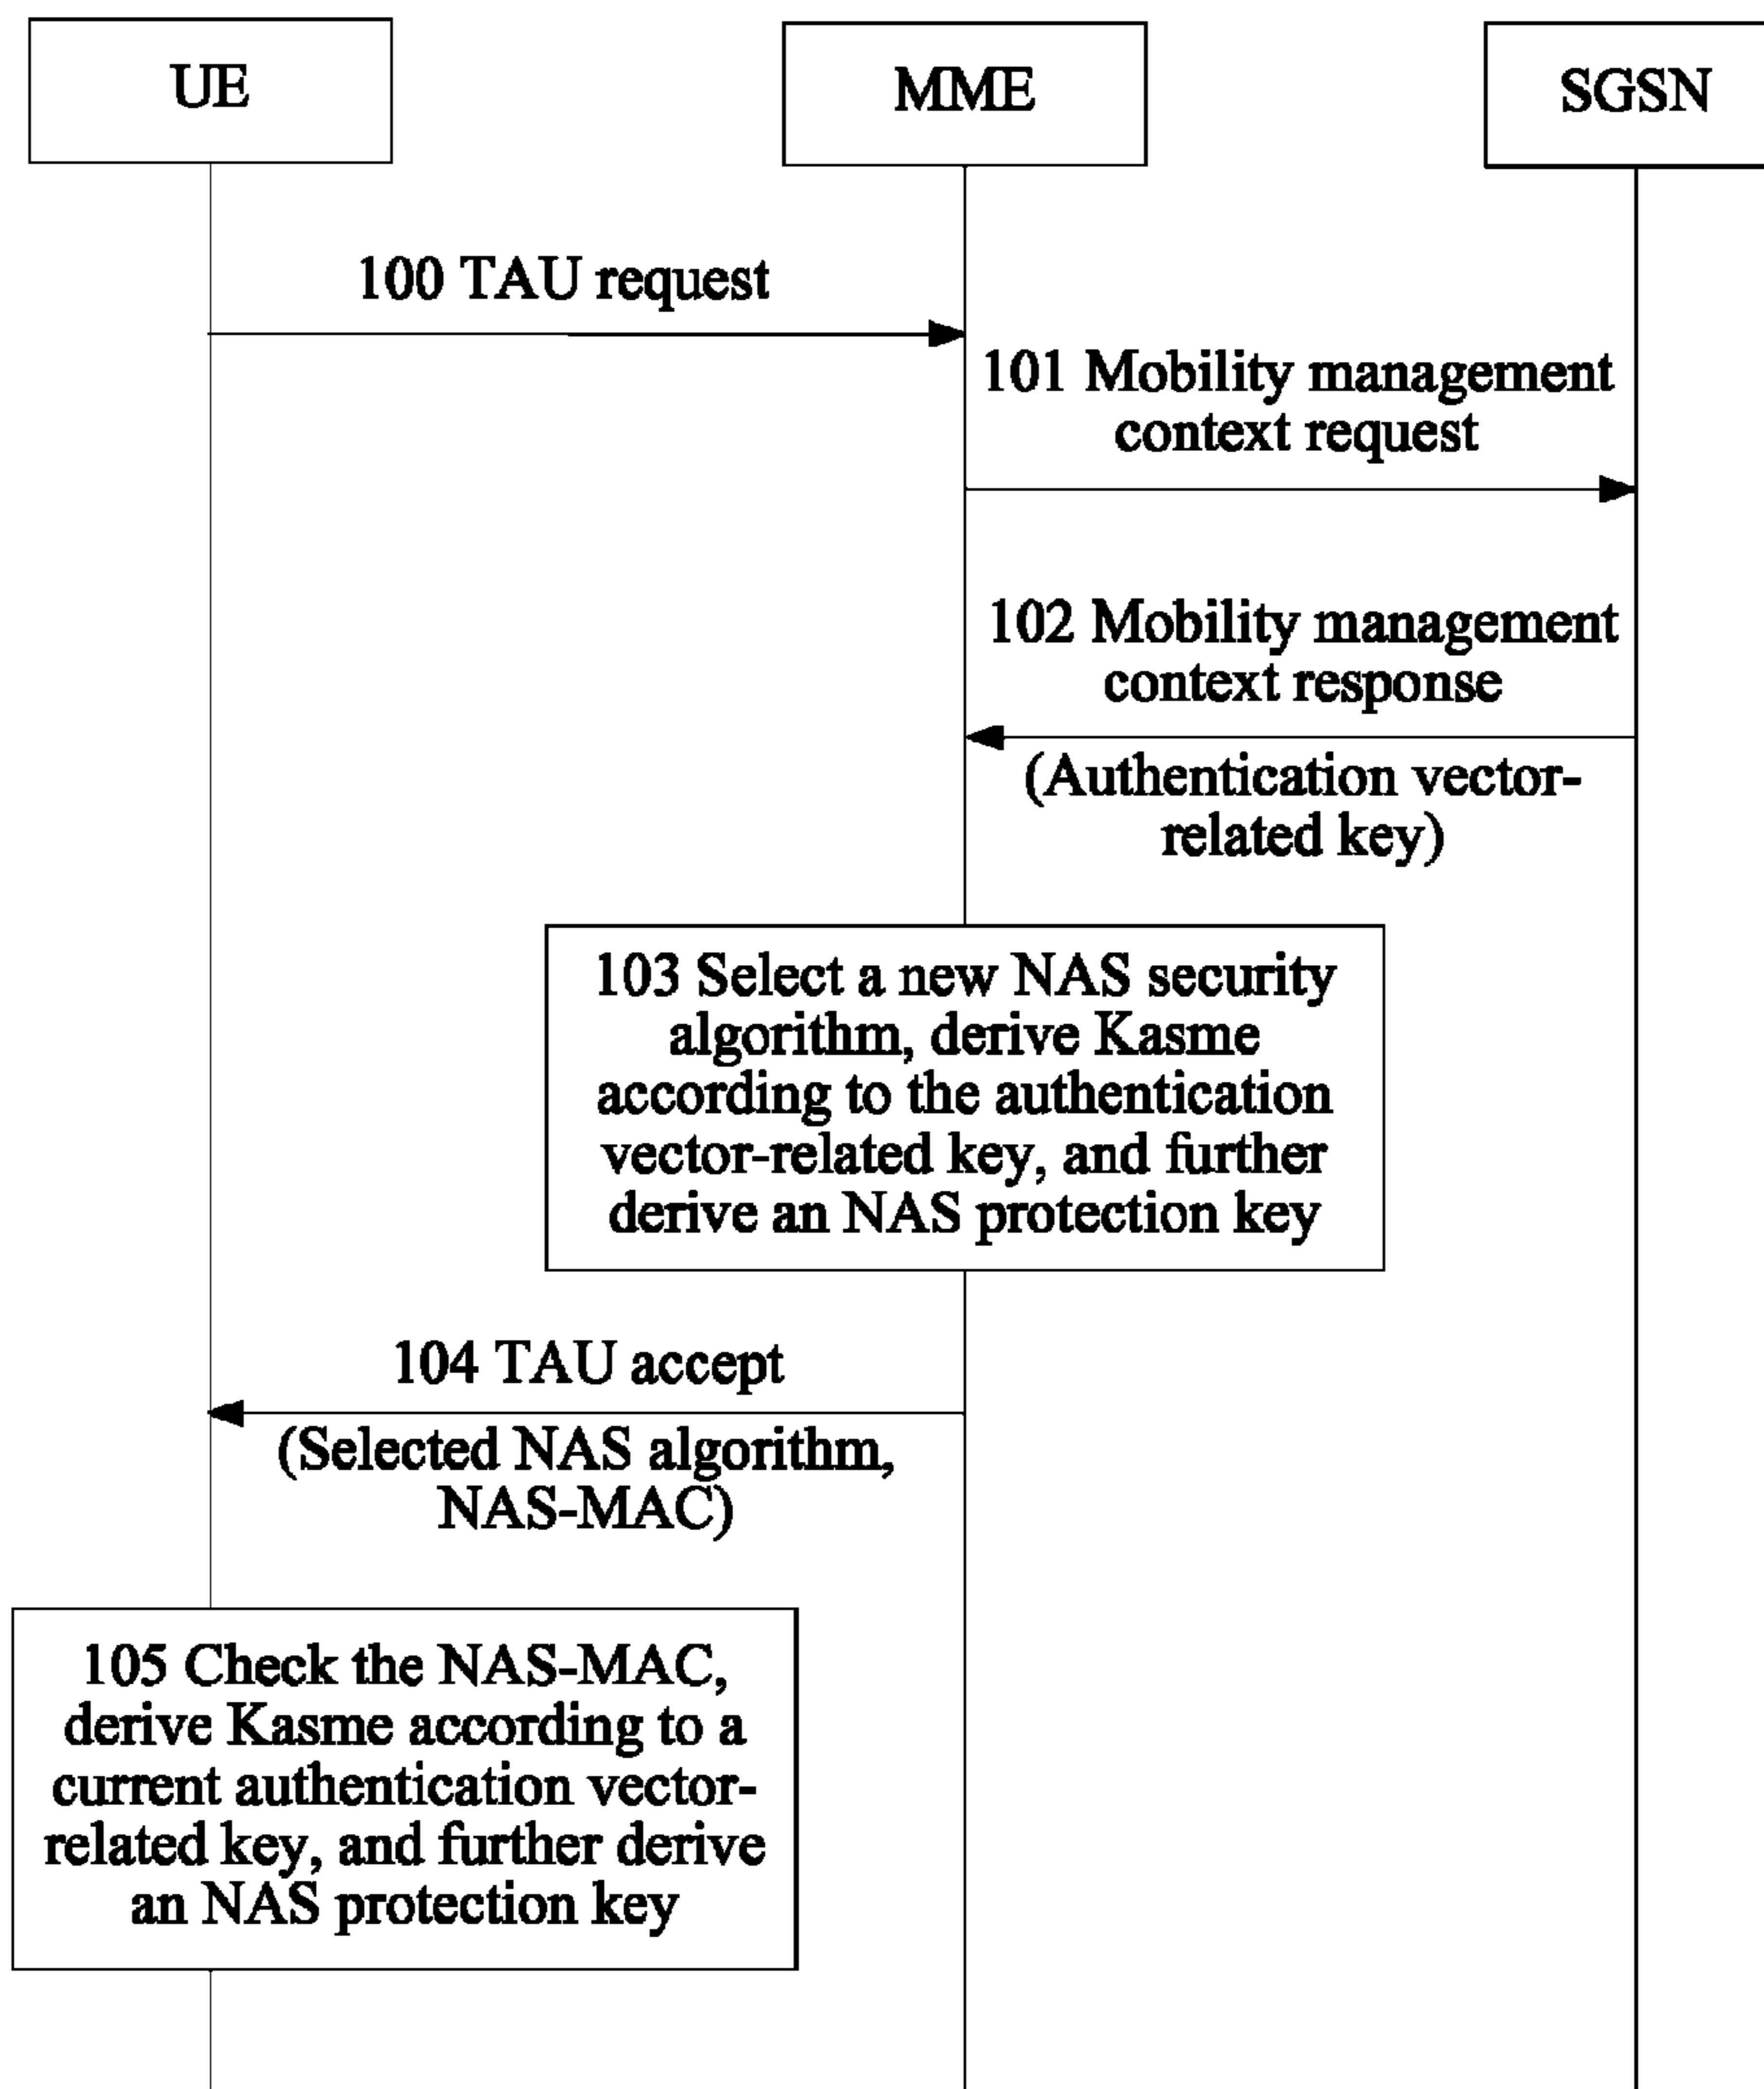 UE
MME
SGSN
100 TAU request
101 Mobility management
context request
102 Mobility management
context response
(Authentication vector-
related key)
103 Select a new NAS security
algorithm, derive Kasme
according to the authentication
vector-related key, and further
derive an NAS protection key
104 TAU accept
(Selected NAS algorithm,
NAS-MAC)
105 Check the NAS-MAC,
derive Kasme according to a
current authentication vector-
related key, and further derive
an NAS protection key